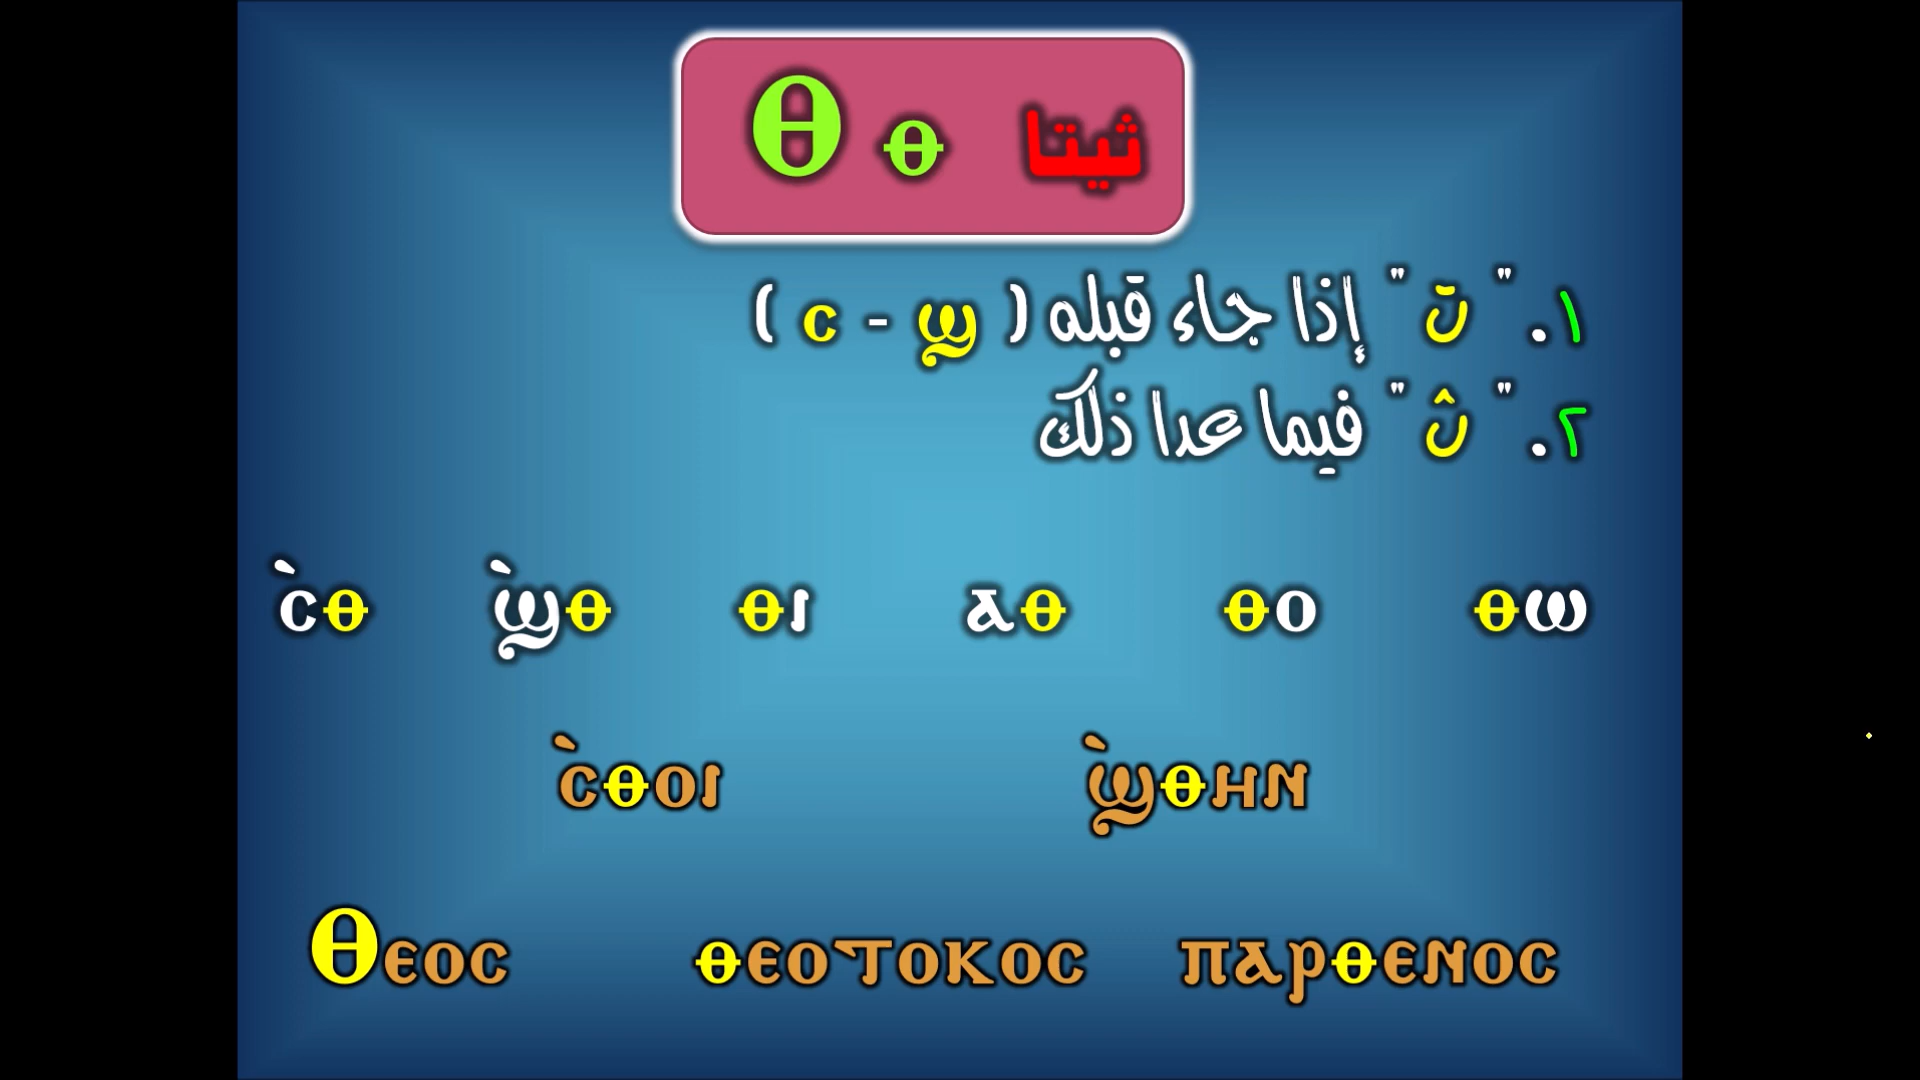 Ⲑ ⲑ ثيتا
١. " ت " إذا جاء قبله ( ϣ - ⲥ )
٢. " ث " فيما عدا ذلك
ⲥ̀ⲑ ϣ̀ⲑ ⲑⲓ ⲁⲑ ⲑⲟ ⲑⲱ
ⲥ̀ⲑⲟⲓ ϣ̀ⲑⲏⲛ
Ⲑⲉⲟⲥ ⲑⲉⲟⲧⲟⲕⲟⲥ ⲡⲁⲣⲑⲉⲛⲟⲥ